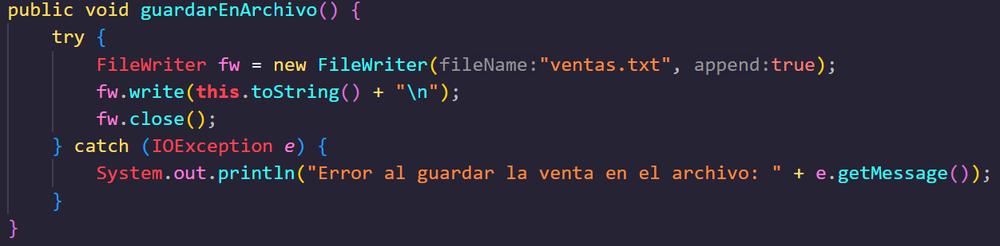 public void guardarEnArchivo() {
    try {
        FileWriter fw = new FileWriter(fileName:"ventas.txt", append:true);
        fw.write(this.toString() + "\n");
        fw.close();
    } catch (IOException e) {
        System.out.println("Error al guardar la venta en el archivo: " + e.getMessage());
    }
}